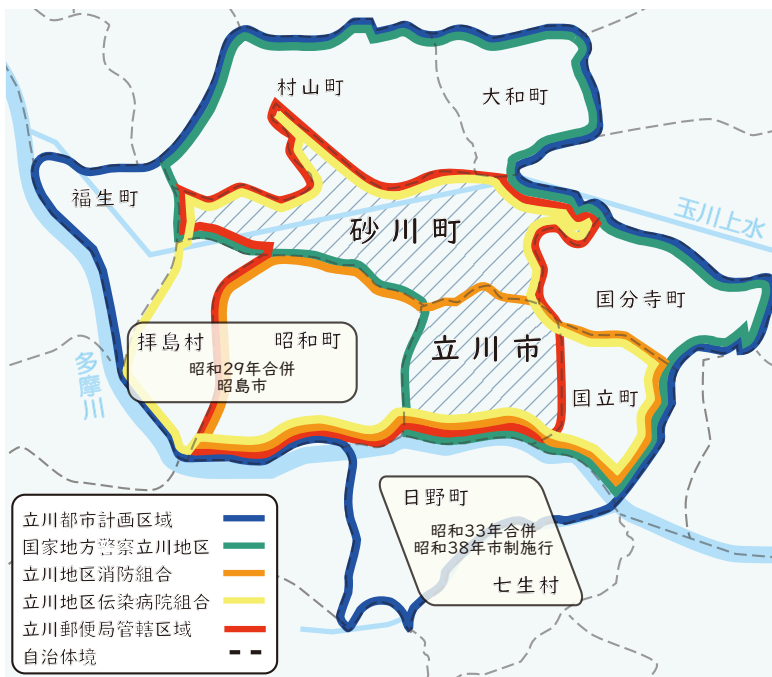 村山町
大和町
福生町
玉川上水
砂川町
国分寺町
立川市
拝島村
昭和町
昭和29年合併
昭島市
多摩川
国立町
日野町
昭和33年合併
昭和38年市制施行
七生村
立川都市計画区域
国家地方警察立川地区
立川地区消防組合
立川地区伝染病院組合
立川郵便局管轄区域
自治体境